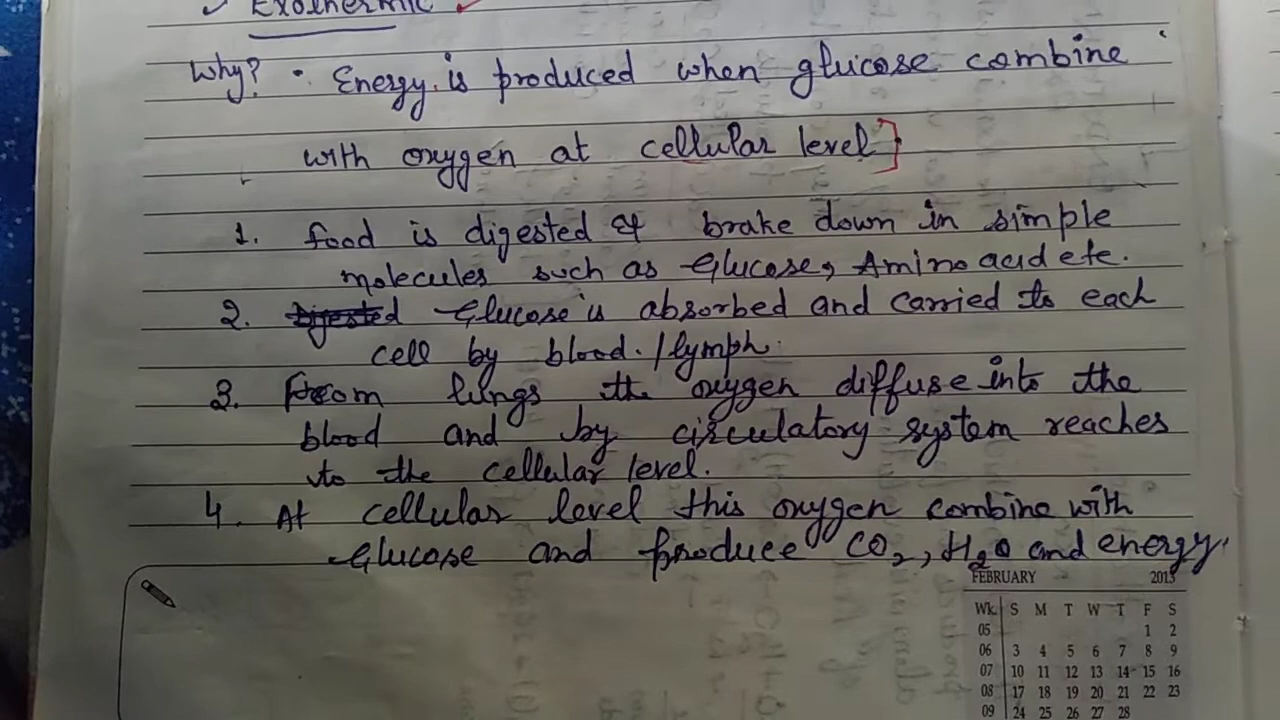 Exothermic
Why? • Energy is produced when glucose combine
with oxygen at cellular level]
1. food is digested & brake down in simple
molecules such as Glucose, Amino acid etc.
2. Digested Glucose is absorbed and carried to each
cell by blood. / lymph.
3. From lungs the oxygen diffuse into the
blood and by circulatory system reaches
to the cellular level.
4. At cellular level this oxygen combine with
Glucose and produce CO₂, H₂O and energy.
FEBRUARY 2013
Wk S M T W T F S
05 1 2
06 3 4 5 6 7 8 9
07 10 11 12 13 14 15 16
08 17 18 19 20 21 22 23
09 24 25 26 27 28